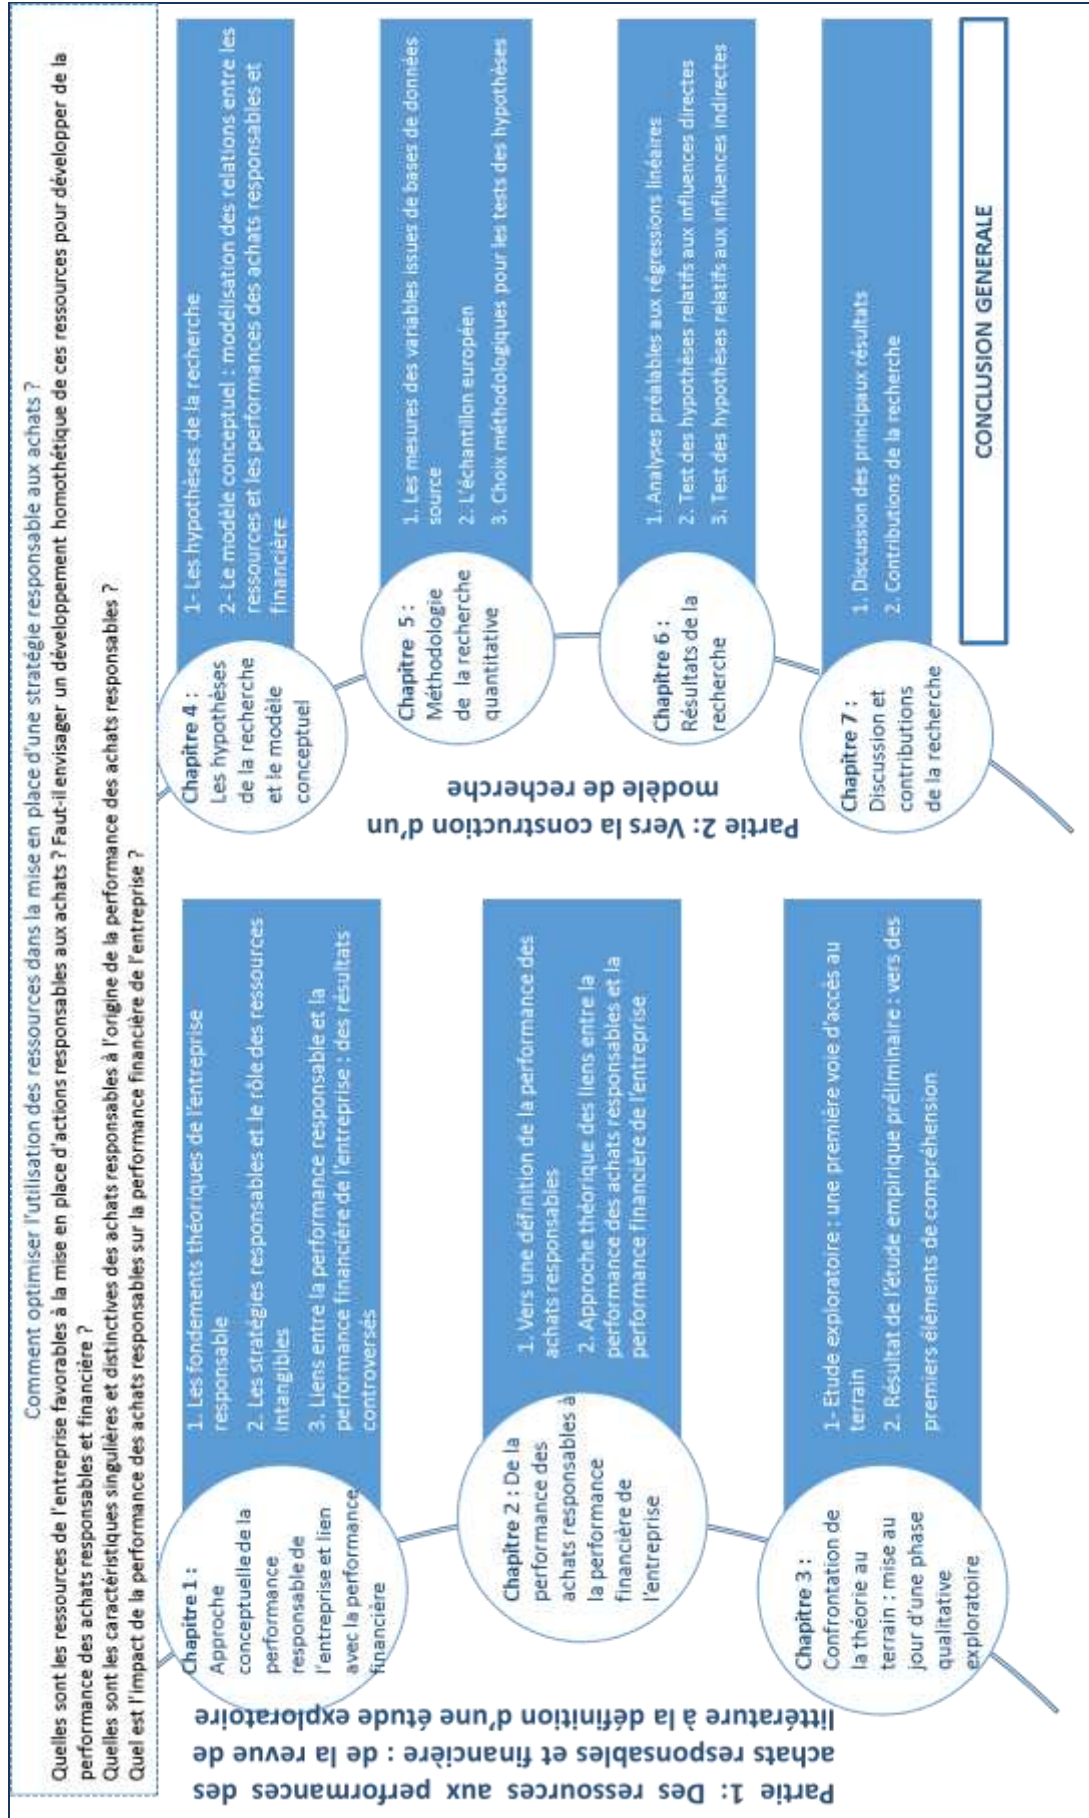 Comment optimiser l'utilisation des ressources dans la mise en place d'une stratégie responsable aux achats ?
Quelles sont les ressources de l'entreprise favorables à la mise en place d'actions responsables aux achats ? Faut-il envisager un développement homothétique de ces ressources pour développer de la
performance des achats responsables et financière ?
Quelles sont les caractéristiques singulières et distinctives des achats responsables à l'origine de la performance des achats responsables ?
Quel est l'impact de la performance des achats responsables sur la performance financière de l'entreprise ?
Partie 1: Des ressources aux performances des
achats responsables et financière : de la revue de
littérature à la définition d'une étude exploratoire
Chapitre 1 :
Approche
conceptuelle de la
performance
responsable de
l'entreprise et lien
avec la performance
financière
1. Les fondements théoriques de l'entreprise
responsable
2. Les stratégies responsables et le rôle des ressources
intangibles
3. Liens entre la performance responsable et la
performance financière de l'entreprise : des résultats
controversés
Chapitre 2 : De la
performance des
achats responsables à
la performance
financière de
l'entreprise
1. Vers une définition de la performance des
achats responsables
2. Approche théorique des liens entre la
performance des achats responsables et la
performance financière de l'entreprise
Chapitre 3 :
Confrontation de
la théorie au
terrain : mise au
jour d'une phase
qualitative
exploratoire
1- Etude exploratoire : une première voie d'accès au
terrain
2. Résultat de l'étude empirique préliminaire : vers des
premiers éléments de compréhension
Partie 2: Vers la construction d'un
modèle de recherche
Chapitre 4 :
Les hypothèses
de la recherche
et le modèle
conceptuel
1- Les hypothèses de la recherche
2- Le modèle conceptuel : modélisation des relations entre les
ressources et les performances des achats responsables et
financière
Chapitre 5 :
Méthodologie
de la recherche
quantitative
1. Les mesures des variables issues de bases de données
source
2. L'échantillon européen
3. Choix méthodologiques pour les tests des hypothèses
Chapitre 6 :
Résultats de la
recherche
1. Analyses préalables aux régressions linéaires
2. Test des hypothèses relatifs aux influences directes
3. Test des hypothèses relatifs aux influences indirectes
Chapitre 7 :
Discussion et
contributions
de la recherche
1. Discussion des principaux résultats
2. Contributions de la recherche
CONCLUSION GENERALE